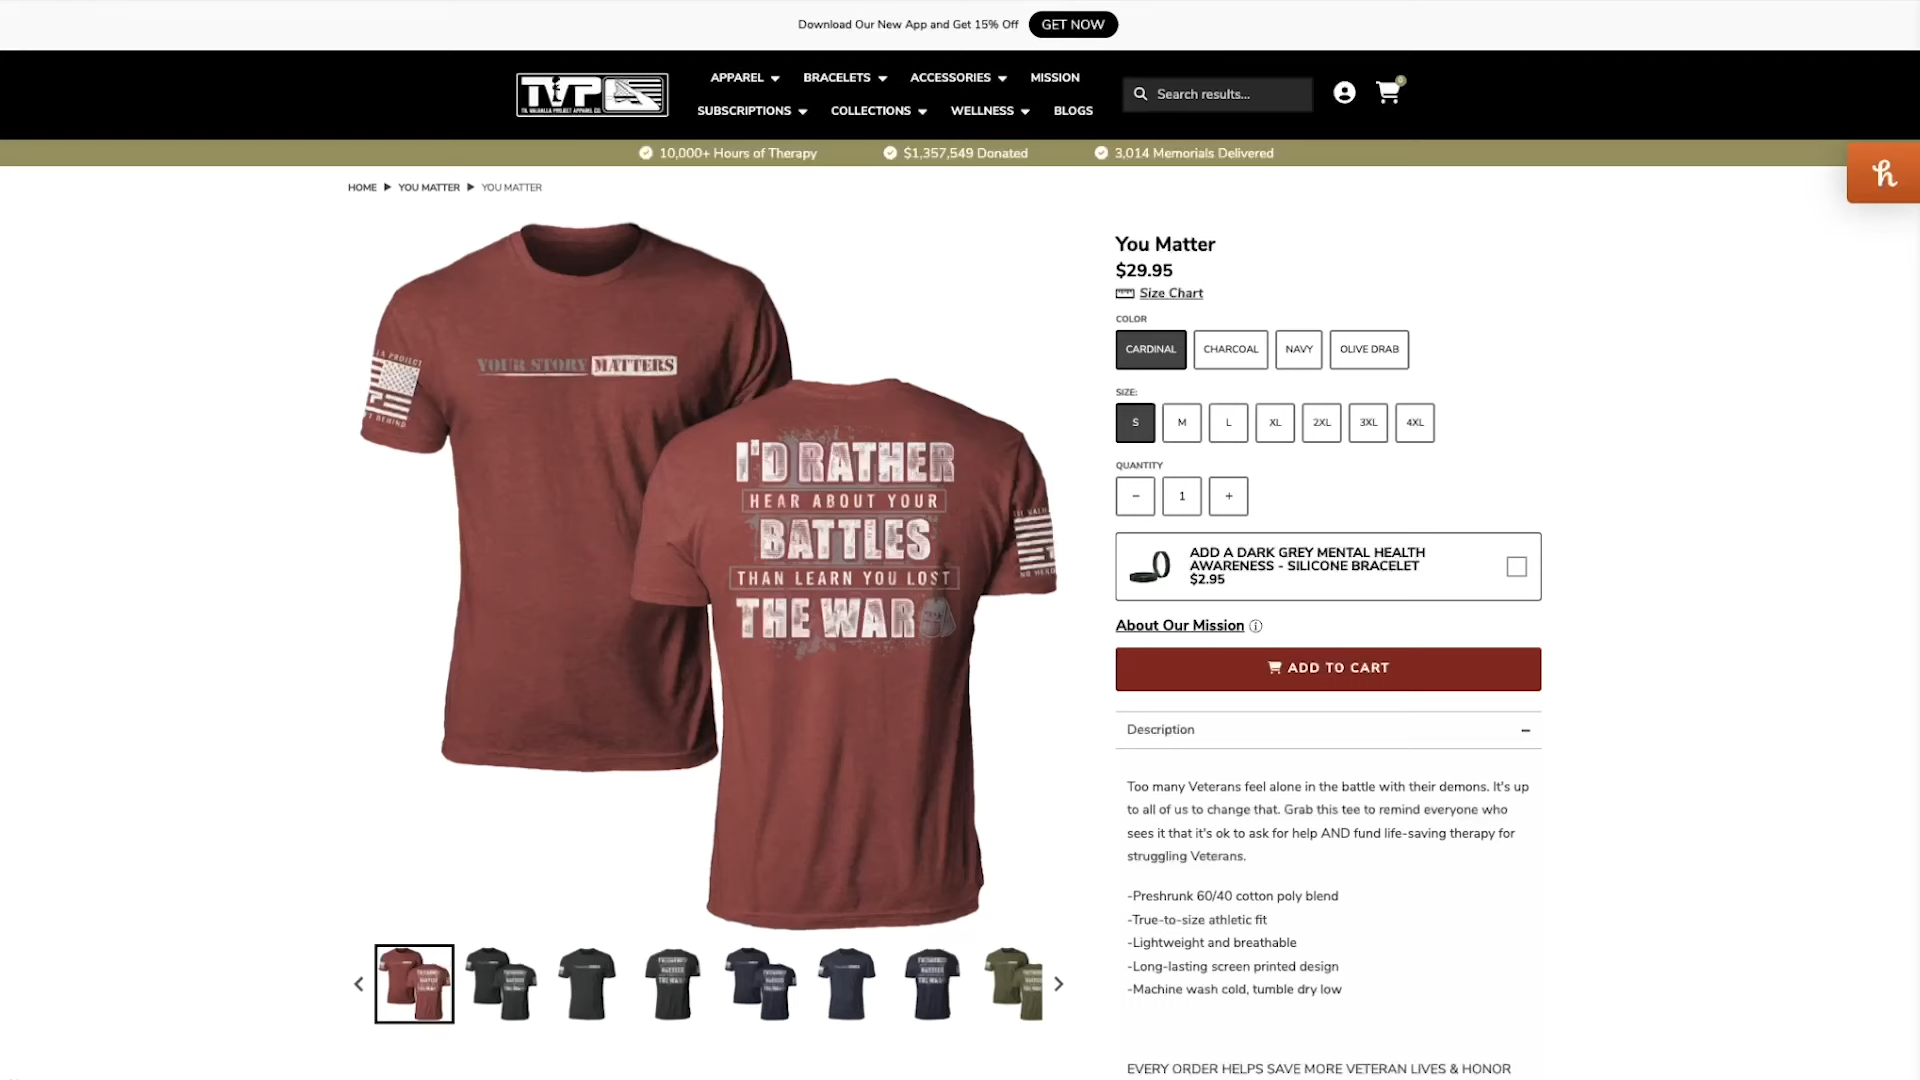 Download Our New App and Get 15% Off
GET NOW
TVP
TIL VALHALLA PROJECT APPAREL CO.
APPAREL
BRACELETS
ACCESSORIES
MISSION
SUBSCRIPTIONS
COLLECTIONS
WELLNESS
BLOGS
Search results...
0
10,000+ Hours of Therapy
$1,357,549 Donated
3,014 Memorials Delivered
HOME
YOU MATTER
YOU MATTER
YOUR STORY MATTERS
I'D RATHER
HEAR ABOUT YOUR
BATTLES
THAN LEARN YOU LOST
THE WAR
You Matter
$29.95
Size Chart
COLOR
CARDINAL
CHARCOAL
NAVY
OLIVE DRAB
SIZE:
S
M
L
XL
2XL
3XL
4XL
QUANTITY
-
1
+
ADD A DARK GREY MENTAL HEALTH
AWARENESS - SILICONE BRACELET
$2.95
About Our Mission
ADD TO CART
Description
Too many Veterans feel alone in the battle with their demons. It's up
to all of us to change that. Grab this tee to remind everyone who
sees it that it's ok to ask for help AND fund life-saving therapy for
struggling Veterans.
-Preshrunk 60/40 cotton poly blend
-True-to-size athletic fit
-Lightweight and breathable
-Long-lasting screen printed design
-Machine wash cold, tumble dry low
EVERY ORDER HELPS SAVE MORE VETERAN LIVES & HONOR